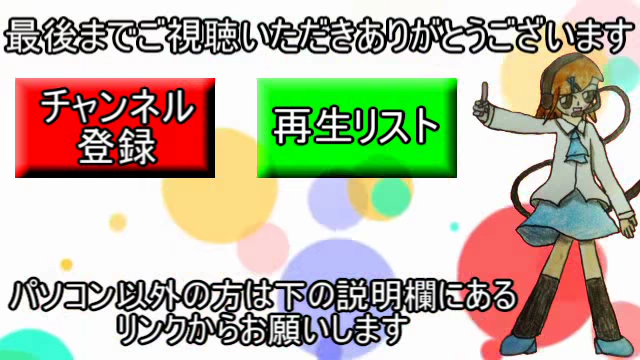 最後までご視聴いただきありがとうございます
チャンネル
登録
再生リスト
パソコン以外の方は下の説明欄にある
リンクからお願いします